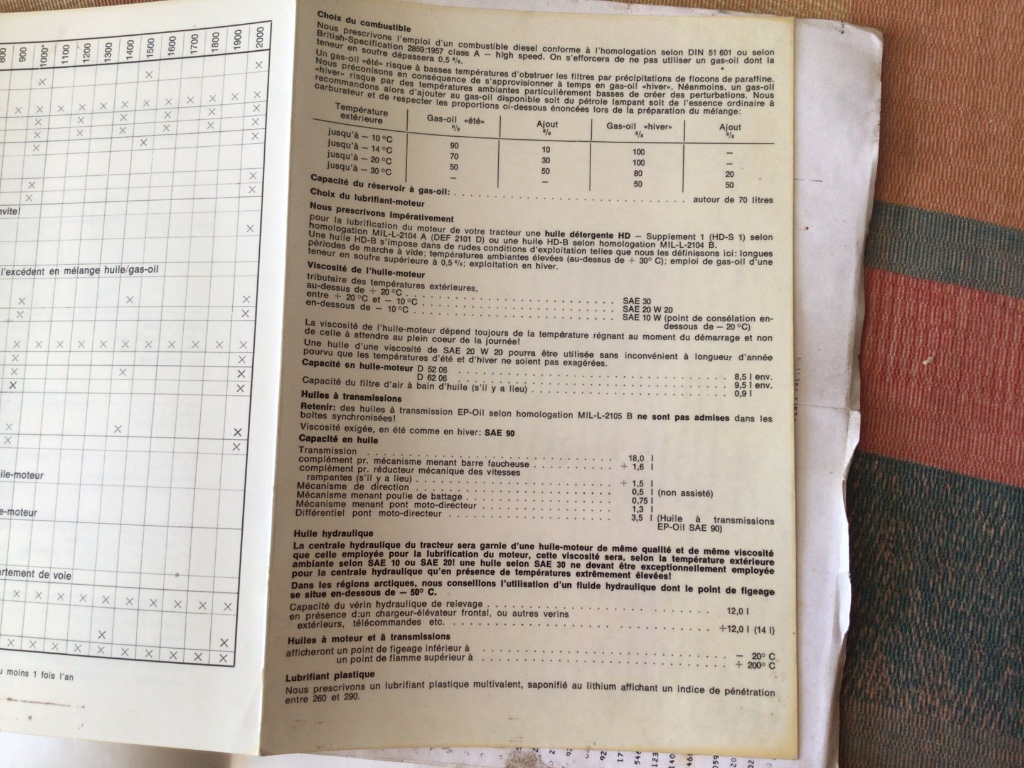 800 900 1000* 1100 1200 1300 1400 1500 1600 1700 1800 1900 2000
l'excédent en mélange huile/gas-oil
Choix du combustible
Nous prescrivons l'emploi d'un combustible diesel conforme à l'homologation selon DIN 51 601 ou selon
British-Specification 2859:1957 class A — high speed. On s'efforcera de ne pas utiliser un gas-oil dont la
teneur en soufre dépassera 0,5 %.
Un gas-oil «été» risque à basses températures d'obstruer les filtres par précipitations de flocons de paraffine.
Nous préconisons en conséquence de s'approvisionner à temps en gas-oil «hiver». Néanmoins, un gas-oil
«hiver» risque par des températures ambiantes particulièrement basses de créer des perturbations. Nous
recommandons alors d'ajouter au gas-oil disponible soit du pétrole lampant soit de l'essence ordinaire à
carburateur et de respecter les proportions ci-dessous énoncées lors de la préparation du mélange:
Température extérieure Gas-oil «été» % Ajout % Gas-oil «hiver» % Ajout %
jusqu'à — 10 °C 90 10 100 —
jusqu'à — 14 °C 70 30 100 —
jusqu'à — 20 °C 50 50 80 20
jusqu'à — 30 °C — — 50 50
Capacité du réservoir à gas-oil: autour de 70 litres
Choix du lubrifiant-moteur
Nous prescrivons impérativement
pour la lubrification du moteur de votre tracteur une huile détergente HD — Supplement 1 (HD-S 1) selon
homologation MIL-L-2104 A (DEF 2101 D) ou une huile HD-B selon homologation MIL-L-2104 B.
Une huile HD-B s'impose dans de rudes conditions d'exploitation telles que nous les définissons ici: longues
périodes de marche à vide; températures ambiantes élevées (au-dessus de + 30° C); emploi de gas-oil d'une
teneur en soufre supérieure à 0,5 %; exploitation en hiver.
Viscosité de l'huile-moteur
tributaire des températures extérieures,
au-dessus de + 20 °C SAE 30
entre + 20 °C et — 10 °C SAE 20 W 20
en-dessous de — 10 °C SAE 10 W (point de consélation en-
dessous de — 20 °C)
La viscosité de l'huile-moteur dépend toujours de la température régnant au moment du démarrage et non
de celle à attendre au plein coeur de la journée!
Une huile d'une viscosité de SAE 20 W 20 pourra être utilisée sans inconvénient à longueur d'année
pourvu que les températures d'été et d'hiver ne soient pas exagérées.
Capacité en huile-moteur D 52 06 8,5 l env.
D 62 06 9,5 l env.
Capacité du filtre d'air à bain d'huile (s'il y a lieu) 0,9 l
Huiles à transmissions
Retenir: des huiles à transmission EP-Oil selon homologation MIL-L-2105 B ne sont pas admises dans les
boîtes synchronisées!
Viscosité exigée, en été comme en hiver: SAE 90
Capacité en huile
Transmission 18,0 l
complément pr. mécanisme menant barre faucheuse + 1,6 l
complément pr. réducteur mécanique des vitesses
rampantes (s'il y a lieu) + 1,5 l
Mécanisme de direction 0,5 l (non assisté)
Mécanisme menant poulie de battage 0.75 l
Mécanisme menant pont moto-directeur 1,3 l
Différentiel pont moto-directeur 3,5 l (Huile à transmissions
EP-Oil SAE 90)
Huile hydraulique
La centrale hydraulique du tracteur sera garnie d'une huile-moteur de même qualité et de même viscosité
que celle employée pour la lubrification du moteur, cette viscosité sera, selon la température extérieure
ambiante selon SAE 10 ou SAE 20! une huile selon SAE 30 ne devant être exceptionnellement employée
pour la centrale hydraulique qu'en présence de températures extrêmement élevées!
Dans les régions arctiques, nous conseillons l'utilisation d'un fluide hydraulique dont le point de figeage
se situe en-dessous de — 50° C.
Capacité du vérin hydraulique de relevage 12,0 l
en présence d:un chargeur-élévateur frontal, ou autres verins
extérieurs, télécommandes etc. +12,0 l (14 l)
Huiles à moteur et à transmissions
afficheront un point de figeage inférieur à — 20° C
un point de flamme supérieur à + 200° C
Lubrifiant plastique
Nous prescrivons un lubrifiant plastique multivalent, saponifié au lithium affichant un indice de pénétration
entre 260 et 290.